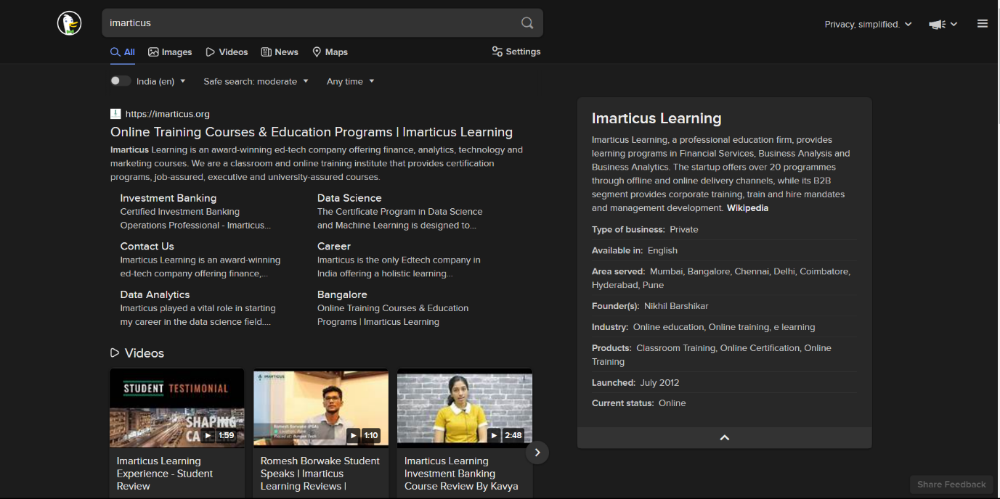 imarticus
Privacy, simplified.
All
Images
Videos
News
Maps
Settings
India (en)
Safe search: moderate
Any time
https://imarticus.org
Online Training Courses & Education Programs | Imarticus Learning
Imarticus Learning is an award-winning ed-tech company offering finance, analytics, technology and
marketing courses. We are a classroom and online training institute that provides certification
programs, job-assured, executive and university-assured courses.
Investment Banking
Certified Investment Banking
Operations Professional - Imarticus...
Data Science
The Certificate Program in Data Science
and Machine Learning is designed to...
Contact Us
Imarticus Learning is an award-winning
ed-tech company offering finance,...
Career
Imarticus is the only Edtech company in
India offering a holistic learning...
Data Analytics
Imarticus played a vital role in starting
my career in the data science field....
Bangalore
Online Training Courses & Education
Programs | Imarticus Learning
Videos
STUDENT TESTIMONIAL
SHAPING
1:59
Imarticus Learning
Experience - Student
Review
IMARTICUS
Romesh Borwake (PGA)
1:10
Romesh Borwake Student
Speaks | Imarticus
Learning Reviews |
2:48
Imarticus Learning
Investment Banking
Course Review By Kavya
Imarticus Learning
Imarticus Learning, a professional education firm, provides
learning programs in Financial Services, Business Analysis and
Business Analytics. The startup offers over 20 programmes
through offline and online delivery channels, while its B2B
segment provides corporate training, train and hire mandates
and management development. Wikipedia
Type of business: Private
Available in: English
Area served: Mumbai, Bangalore, Chennai, Delhi, Coimbatore,
Hyderabad, Pune
Founder(s): Nikhil Barshikar
Industry: Online education, Online training, e learning
Products: Classroom Training, Online Certification, Online
Training
Launched: July 2012
Current status: Online
Share Feedback